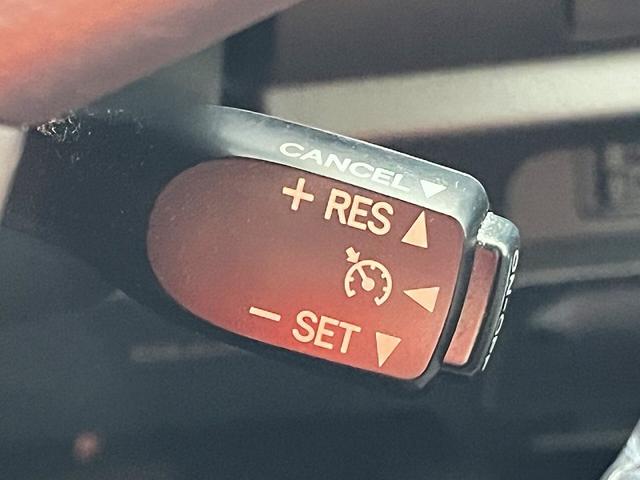 CANCEL ▼
+ RES ▲
◀
− SET ▼